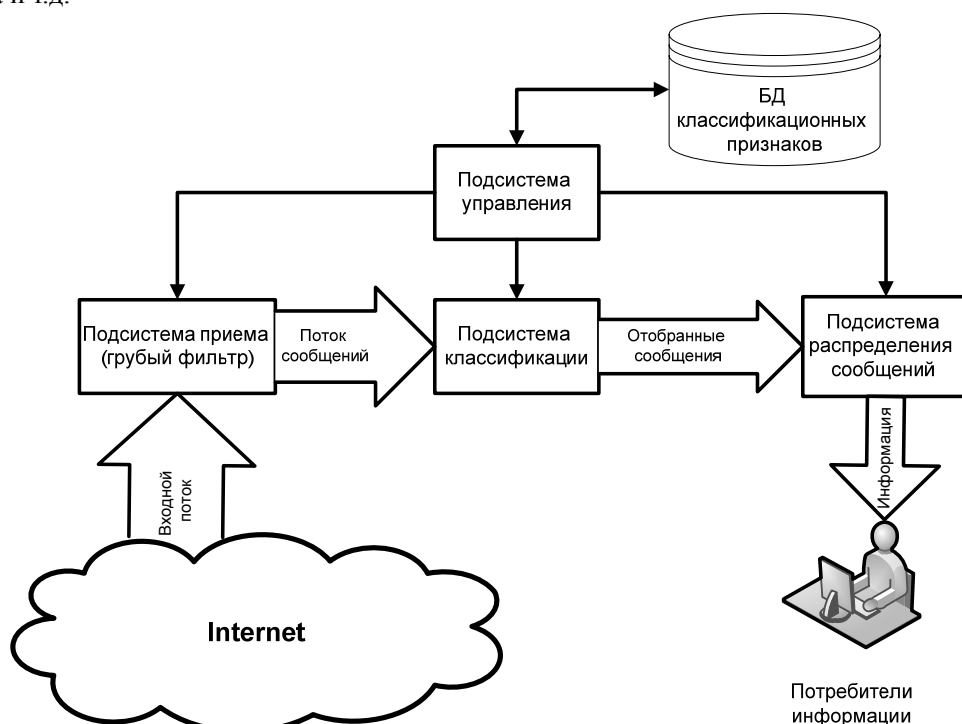 и т.д.
БД
классификационных
признаков
Подсистема
управления
Подсистема приема
(грубый фильтр)
Поток
сообщений
Подсистема
классификации
Отобранные
сообщения
Подсистема
распределения
сообщений
Входной
поток
Информация
Internet
Потребители
информации